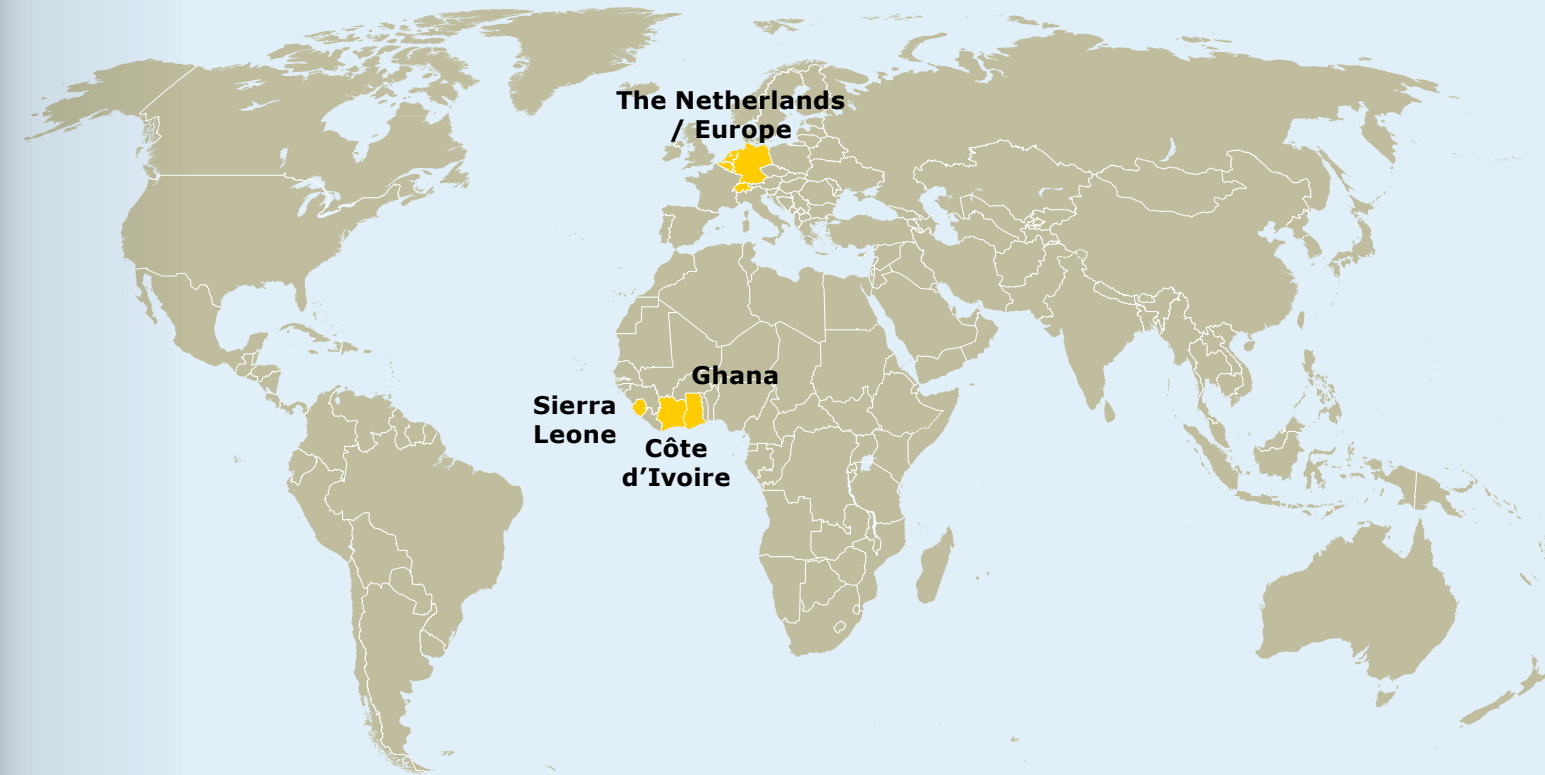 The Netherlands
/ Europe
Ghana
Sierra
Leone
Côte
d’Ivoire